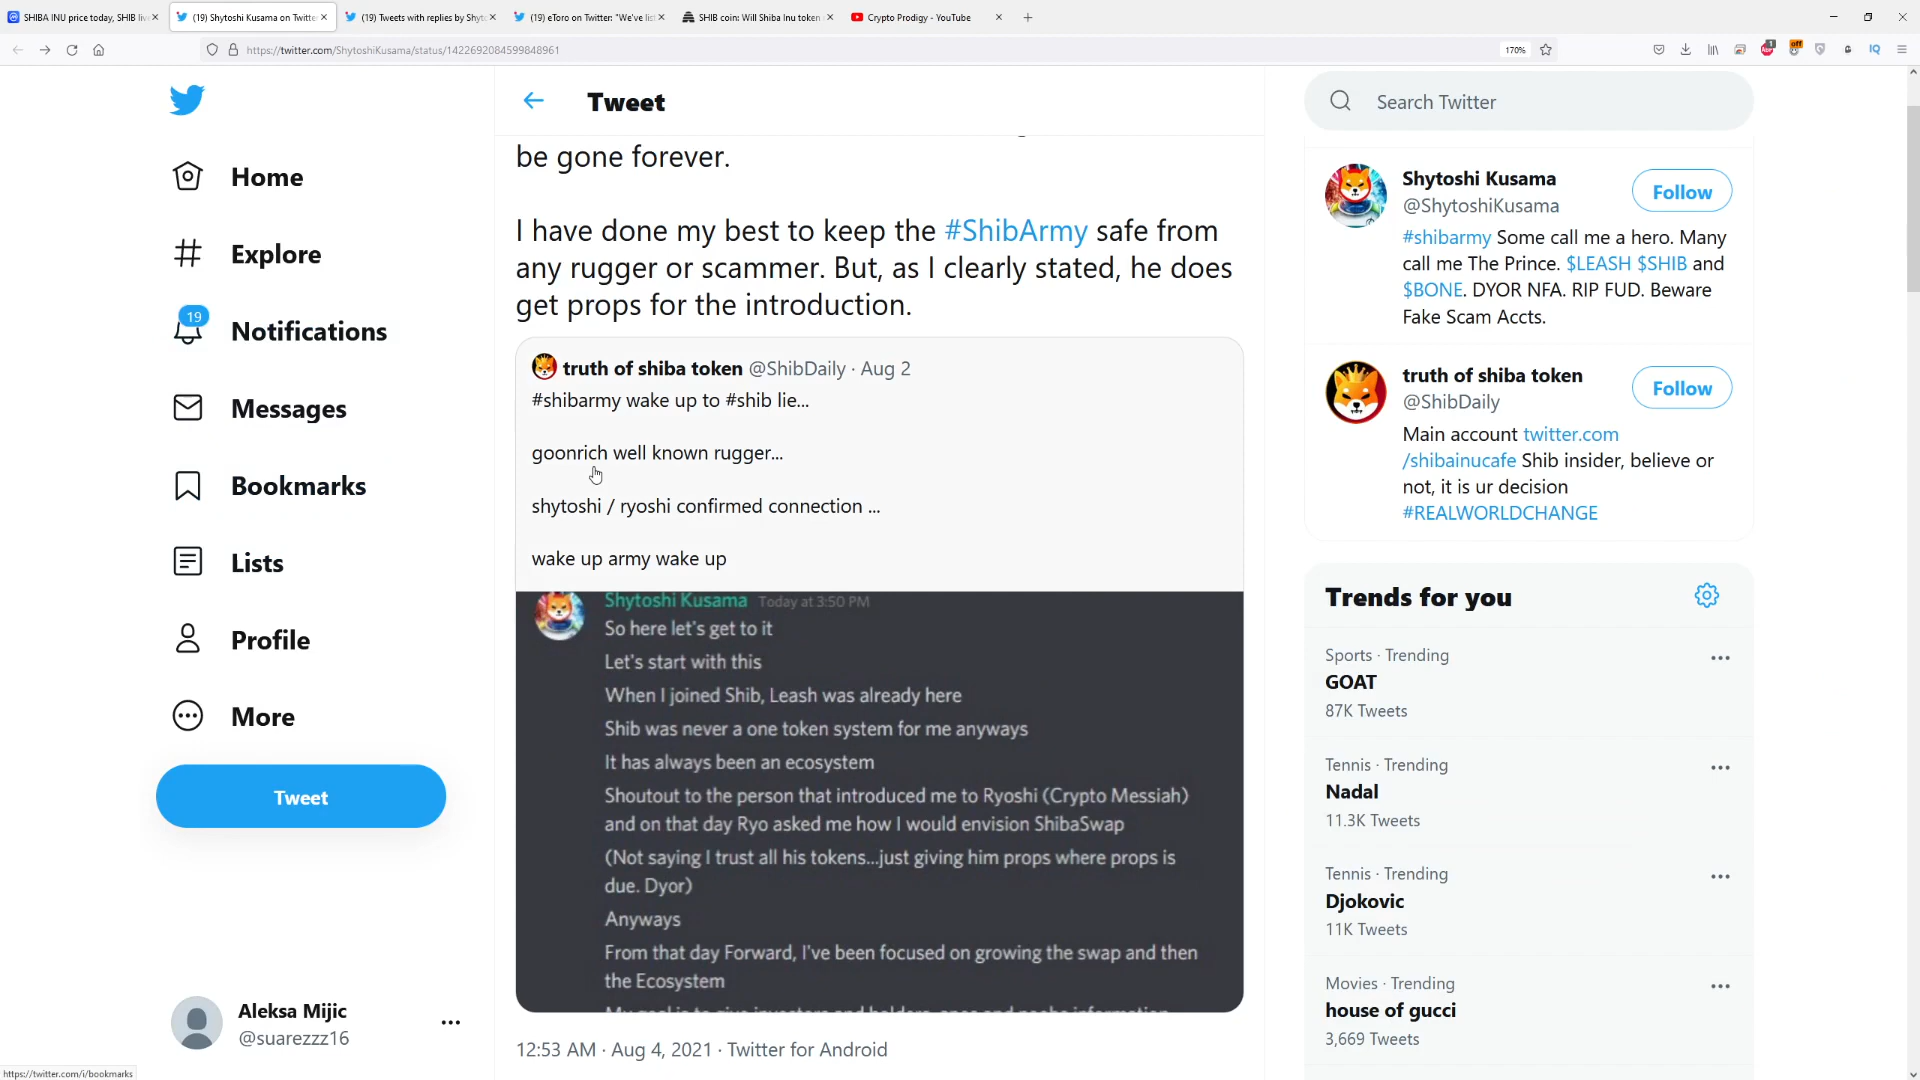 SHIBA INU price today, SHIB live
(19) Shytoshi Kusama on Twitter
(19) Tweets with replies by Shyto
(19) eToro on Twitter: "We've list
SHIB coin: Will Shiba Inu token
Crypto Prodigy - YouTube
https://twitter.com/ShytoshiKusama/status/1422692084599848961
170%
Home
Explore
19
Notifications
Messages
Bookmarks
Lists
Profile
More
Tweet
Aleksa Mijic
@suarezzz16
https://twitter.com/i/bookmarks
Tweet
be gone forever.
I have done my best to keep the #ShibArmy safe from
any rugger or scammer. But, as I clearly stated, he does
get props for the introduction.
truth of shiba token @ShibDaily · Aug 2
#shibarmy wake up to #shib lie...
goonrich well known rugger...
shytoshi / ryoshi confirmed connection ...
wake up army wake up
Shytoshi Kusama Today at 3:50 PM
So here let's get to it
Let's start with this
When I joined Shib, Leash was already here
Shib was never a one token system for me anyways
It has always been an ecosystem
Shoutout to the person that introduced me to Ryoshi (Crypto Messiah)
and on that day Ryo asked me how I would envision ShibaSwap
(Not saying I trust all his tokens...just giving him props where props is
due. Dyor)
Anyways
From that day Forward, I've been focused on growing the swap and then
the Ecosystem
12:53 AM · Aug 4, 2021 · Twitter for Android
Search Twitter
Shytoshi Kusama
@ShytoshiKusama
Follow
#shibarmy Some call me a hero. Many
call me The Prince. $LEASH $SHIB and
$BONE. DYOR NFA. RIP FUD. Beware
Fake Scam Accts.
truth of shiba token
@ShibDaily
Follow
Main account twitter.com
/shibainucafe Shib insider, believe or
not, it is ur decision
#REALWORLDCHANGE
Trends for you
Sports · Trending
GOAT
87K Tweets
Tennis · Trending
Nadal
11.3K Tweets
Tennis · Trending
Djokovic
11K Tweets
Movies · Trending
house of gucci
3,669 Tweets